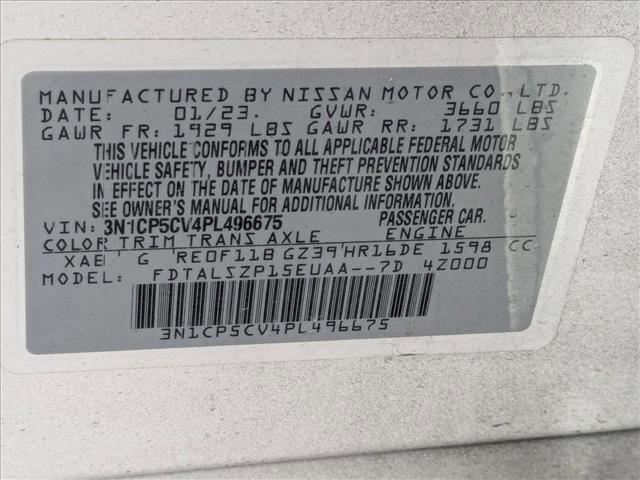 MANUFACTURED BY NISSAN MOTOR CO., LTD.
DATE: 01/23. GVWR: 3660 LBS
GAWR FR: 1929 LBS GAWR RR: 1731 LBS
THIS VEHICLE CONFORMS TO ALL APPLICABLE FEDERAL MOTOR
VEHICLE SAFETY, BUMPER AND THEFT PREVENTION STANDARDS
IN EFFECT ON THE DATE OF MANUFACTURE SHOWN ABOVE.
SEE OWNER'S MANUAL FOR ADDITIONAL INFORMATION.
VIN: 3N1CP5CV4PL496675 PASSENGER CAR.
COLOR TRIM TRANS AXLE ENGINE
XAB G RE0F11B GZ39 HR16DE 1598 CC
MODEL: FDTALSZP15EUAA--7D 4Z000
3N1CP5CV4PL496675